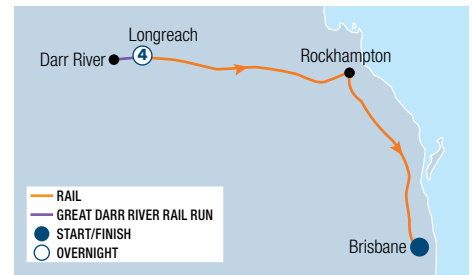 Longreach
Darr River
4
Rockhampton
Brisbane
RAIL
GREAT DARR RIVER RAIL RUN
START/FINISH
OVERNIGHT